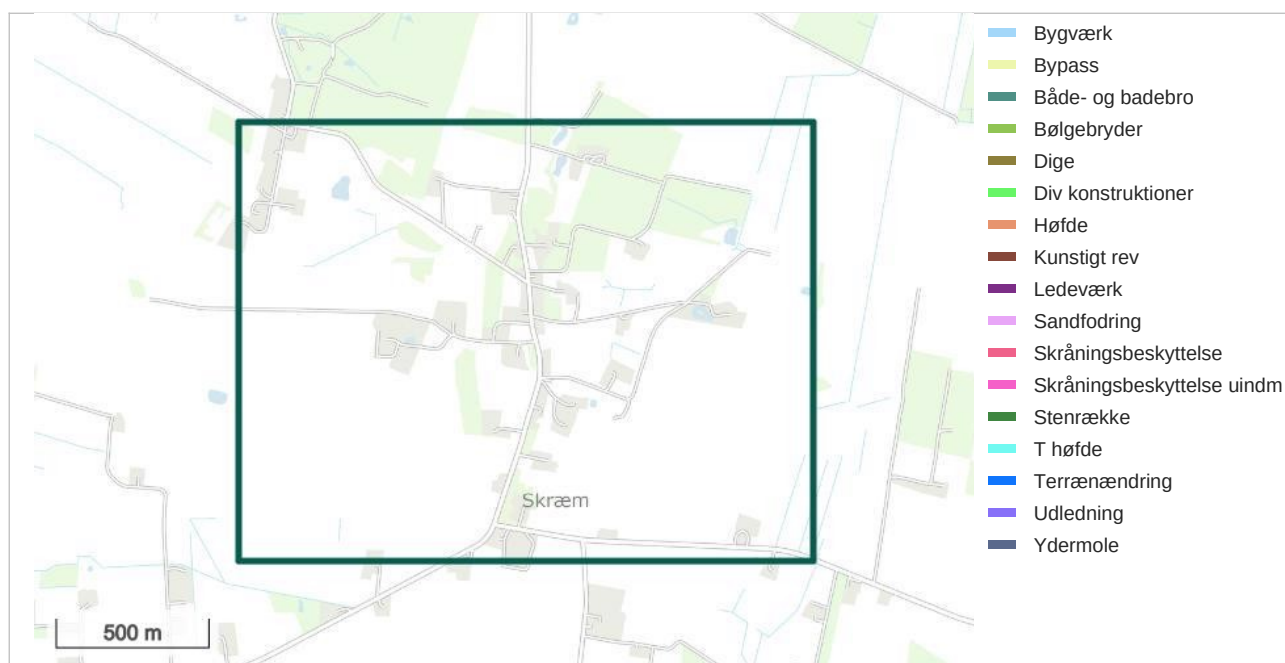 Bygværk
Bypass
Både- og badebro
Bølgebryder
Dige
Div konstruktioner
Høfde
Kunstigt rev
Ledeværk
Sandfodring
Skråningsbeskyttelse
Skråningsbeskyttelse uindm
Stenrække
T høfde
Terrænændring
Udledning
Ydermole
Skræm
500 m